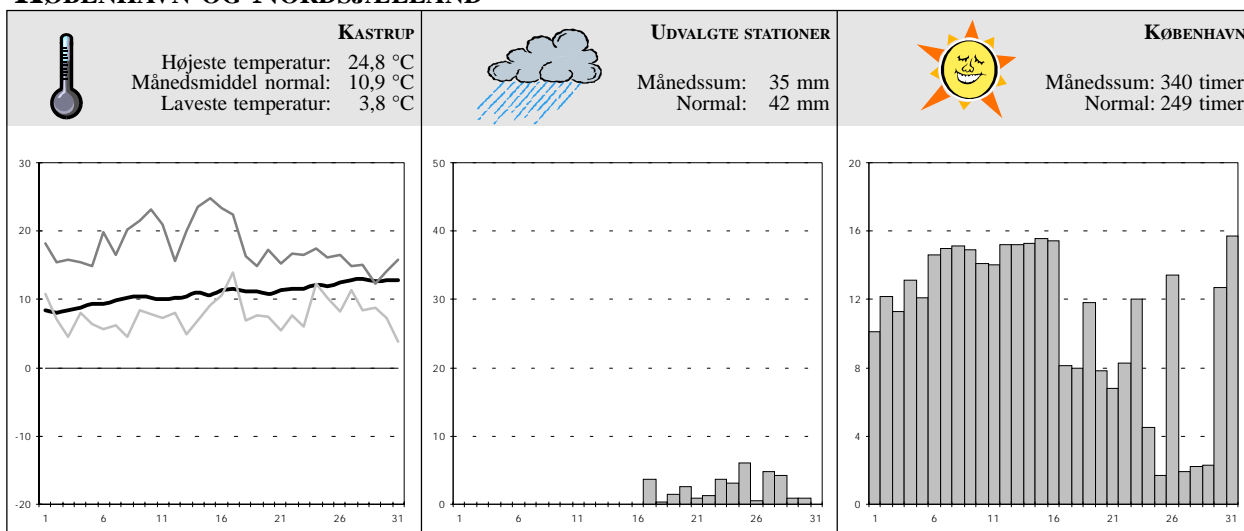 KØBENHAVN OG NORDSJÆLLAND
KASTRUP
Højeste temperatur: 24,8 °C
Månedsmiddel normal: 10,9 °C
Laveste temperatur: 3,8 °C
UDVALGTE STATIONER
Månedssum: 35 mm
Normal: 42 mm
KØBENHAVN
Månedssum: 340 timer
Normal: 249 timer
30
20
10
0
-10
-20
1 6 11 16 21 26 31
50
40
30
20
10
0
1 6 11 16 21 26 31
20
16
12
8
4
0
1 6 11 16 21 26 31